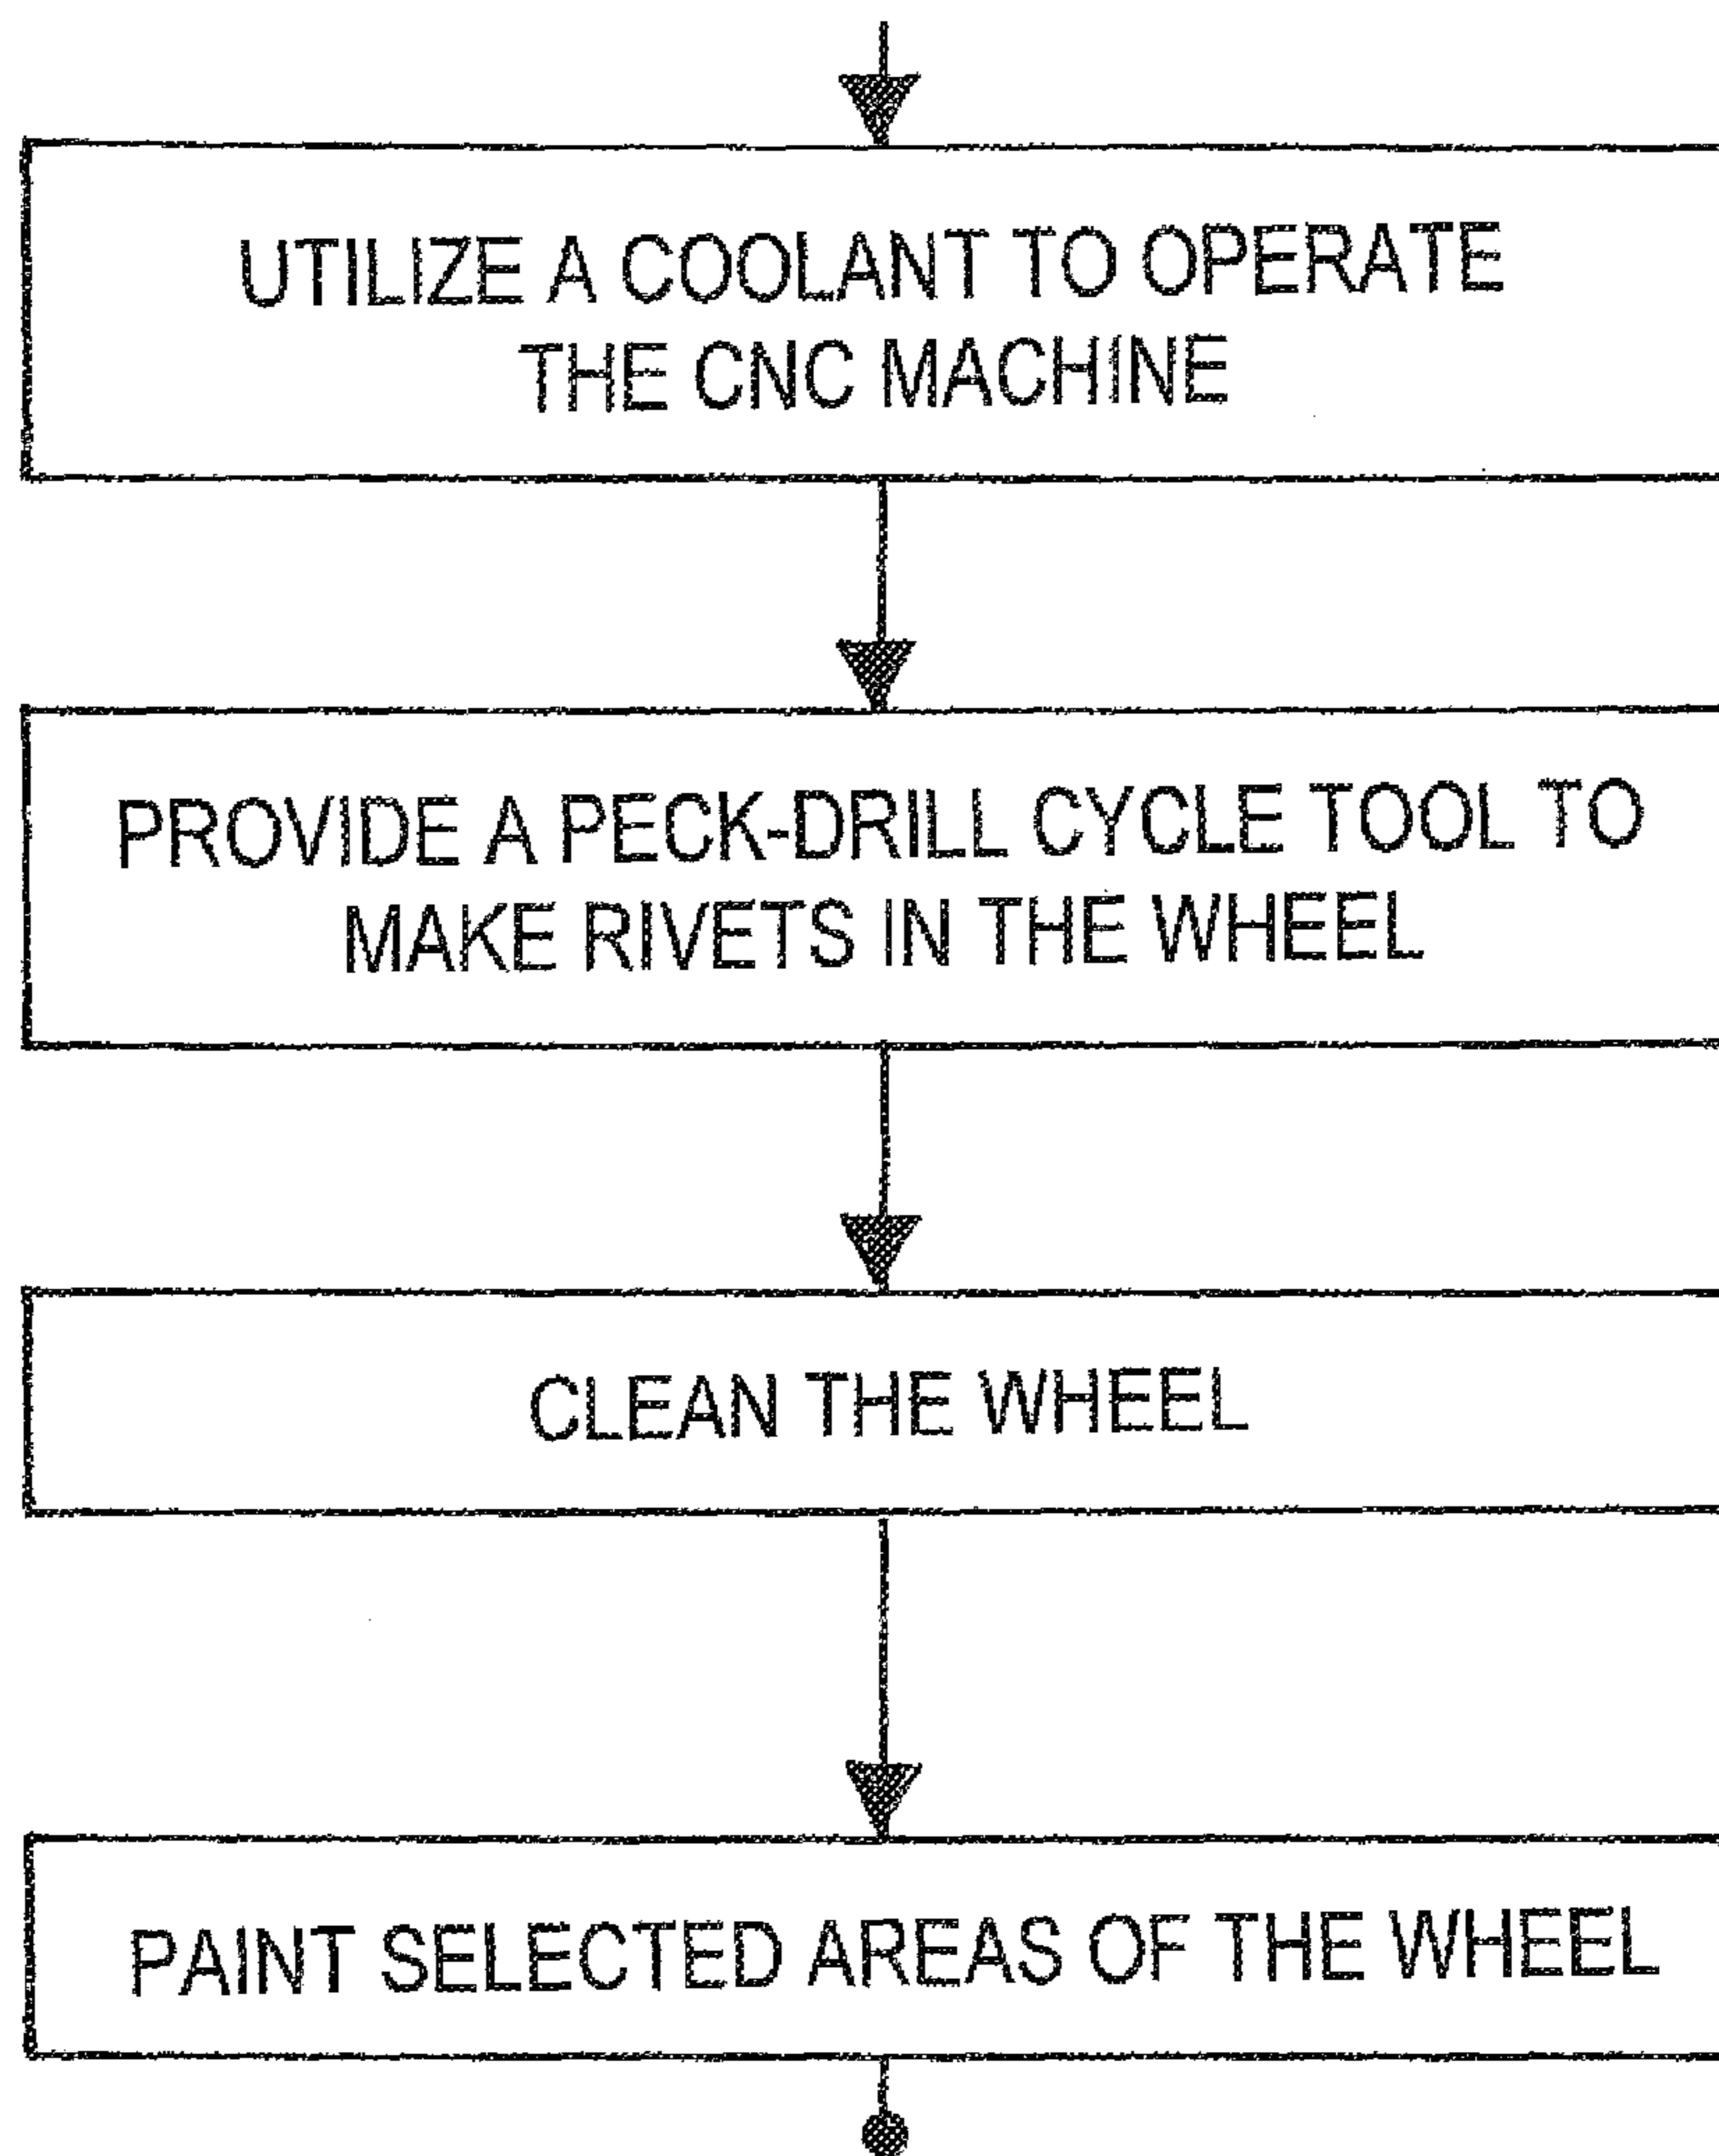 UTILIZE A COOLANT TO OPERATE
THE CNC MACHINE
PROVIDE A PECK-DRILL CYCLE TOOL TO
MAKE RIVETS IN THE WHEEL
CLEAN THE WHEEL
PAINT SELECTED AREAS OF THE WHEEL